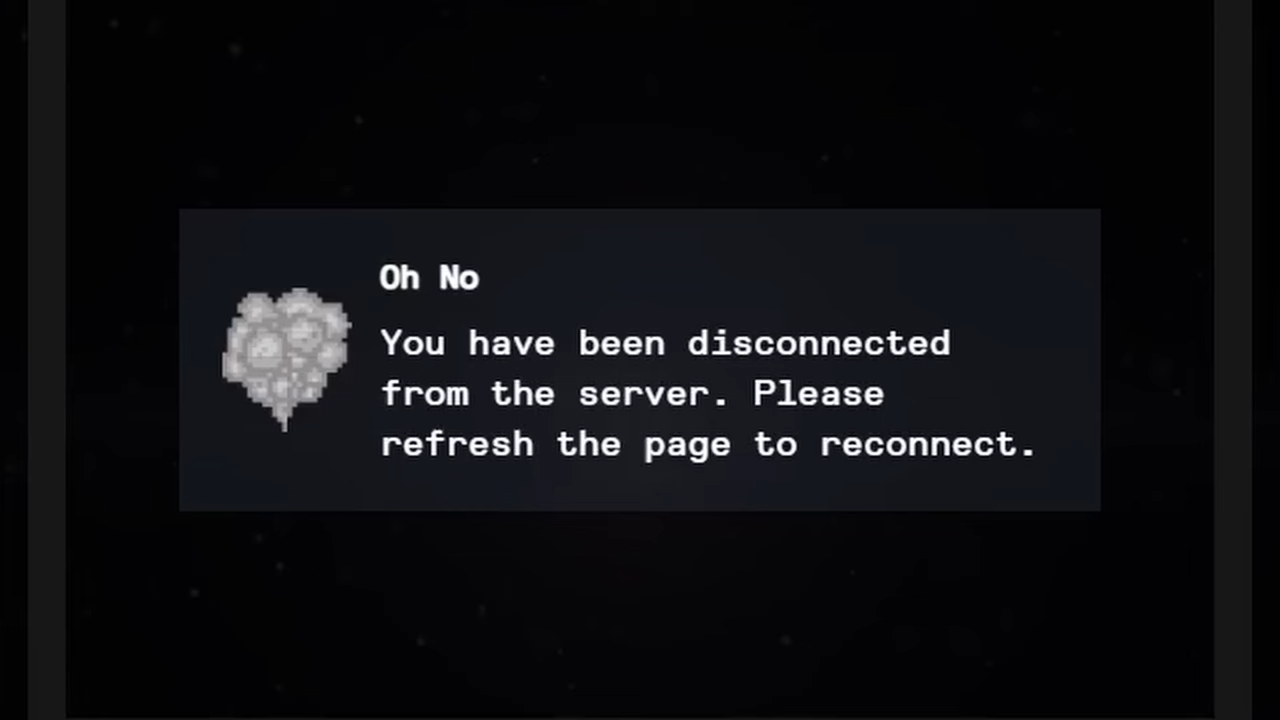 Oh No
You have been disconnected
from the server. Please
refresh the page to reconnect.